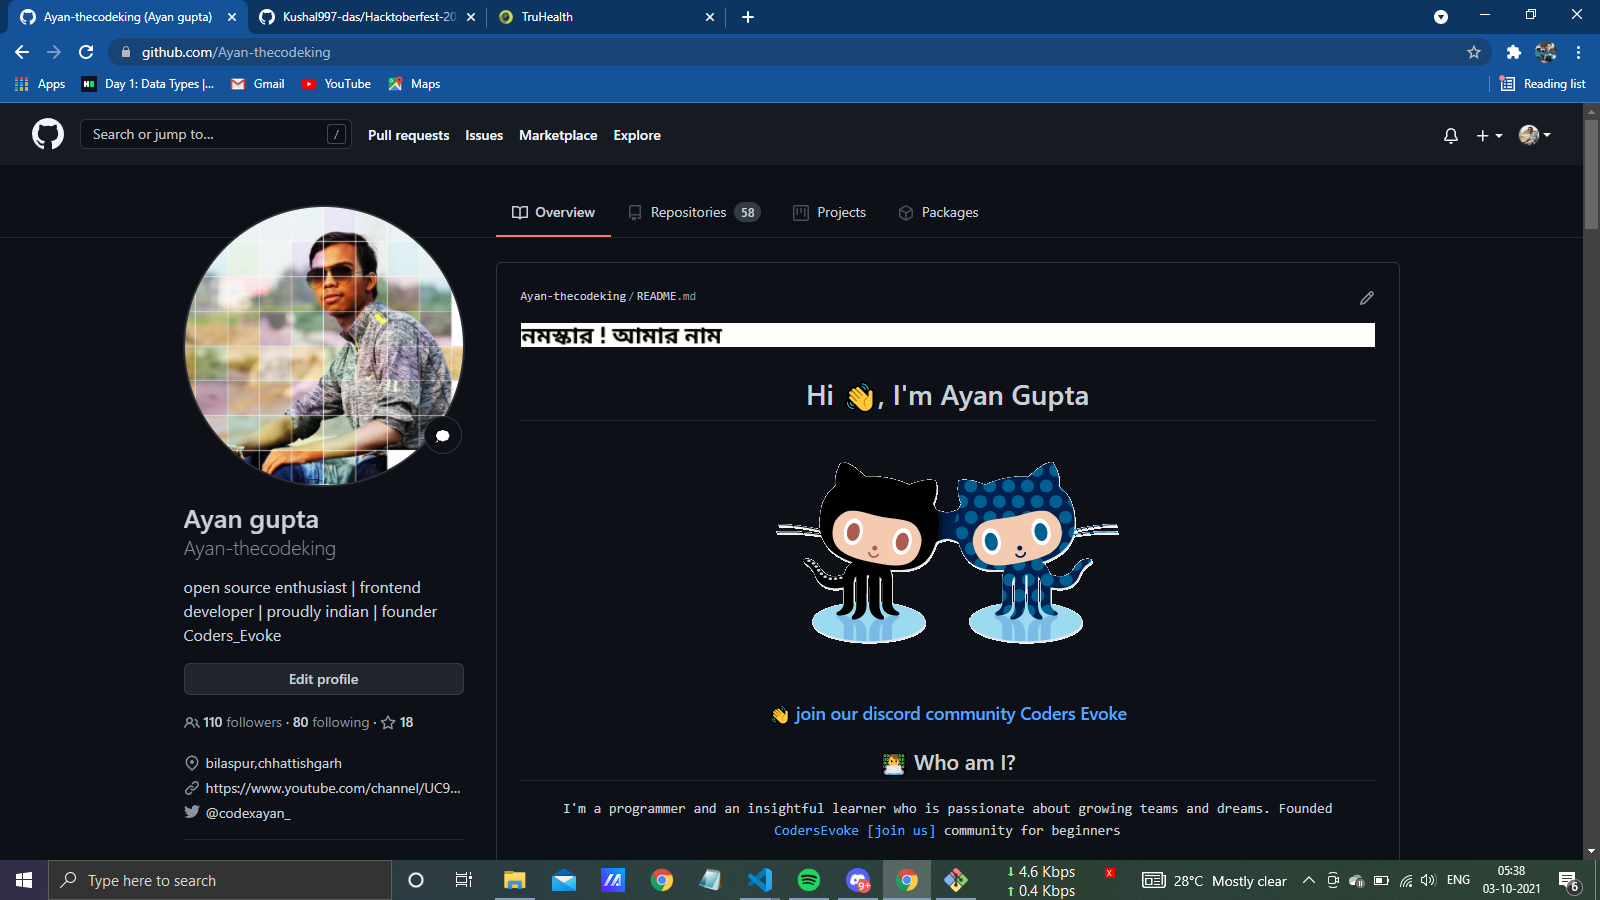 Ayan-thecodeking (Ayan gupta)
Kushal997-das/Hacktoberfest-20
TruHealth
github.com/Ayan-thecodeking
Apps
Day 1: Data Types |...
Gmail
YouTube
Maps
Reading list
Search or jump to...
/
Pull requests
Issues
Marketplace
Explore
Overview
Repositories 58
Projects
Packages
Ayan-thecodeking/README.md
নমস্কার ! আমার নাম
Hi 👋, I'm Ayan Gupta
Ayan gupta
Ayan-thecodeking
open source enthusiast | frontend
developer | proudly indian | founder
Coders_Evoke
Edit profile
110 followers · 80 following · 18
bilaspur,chhattishgarh
https://www.youtube.com/channel/UC9...
@codexayan_
👋 join our discord community Coders Evoke
👨‍💻 Who am I?
I'm a programmer and an insightful learner who is passionate about growing teams and dreams. Founded
CodersEvoke [join us] community for beginners
Type here to search
9+
↓ 4.6 Kbps
↑ 0.4 Kbps
x
28°C Mostly clear
ENG
05:38
03-10-2021
6